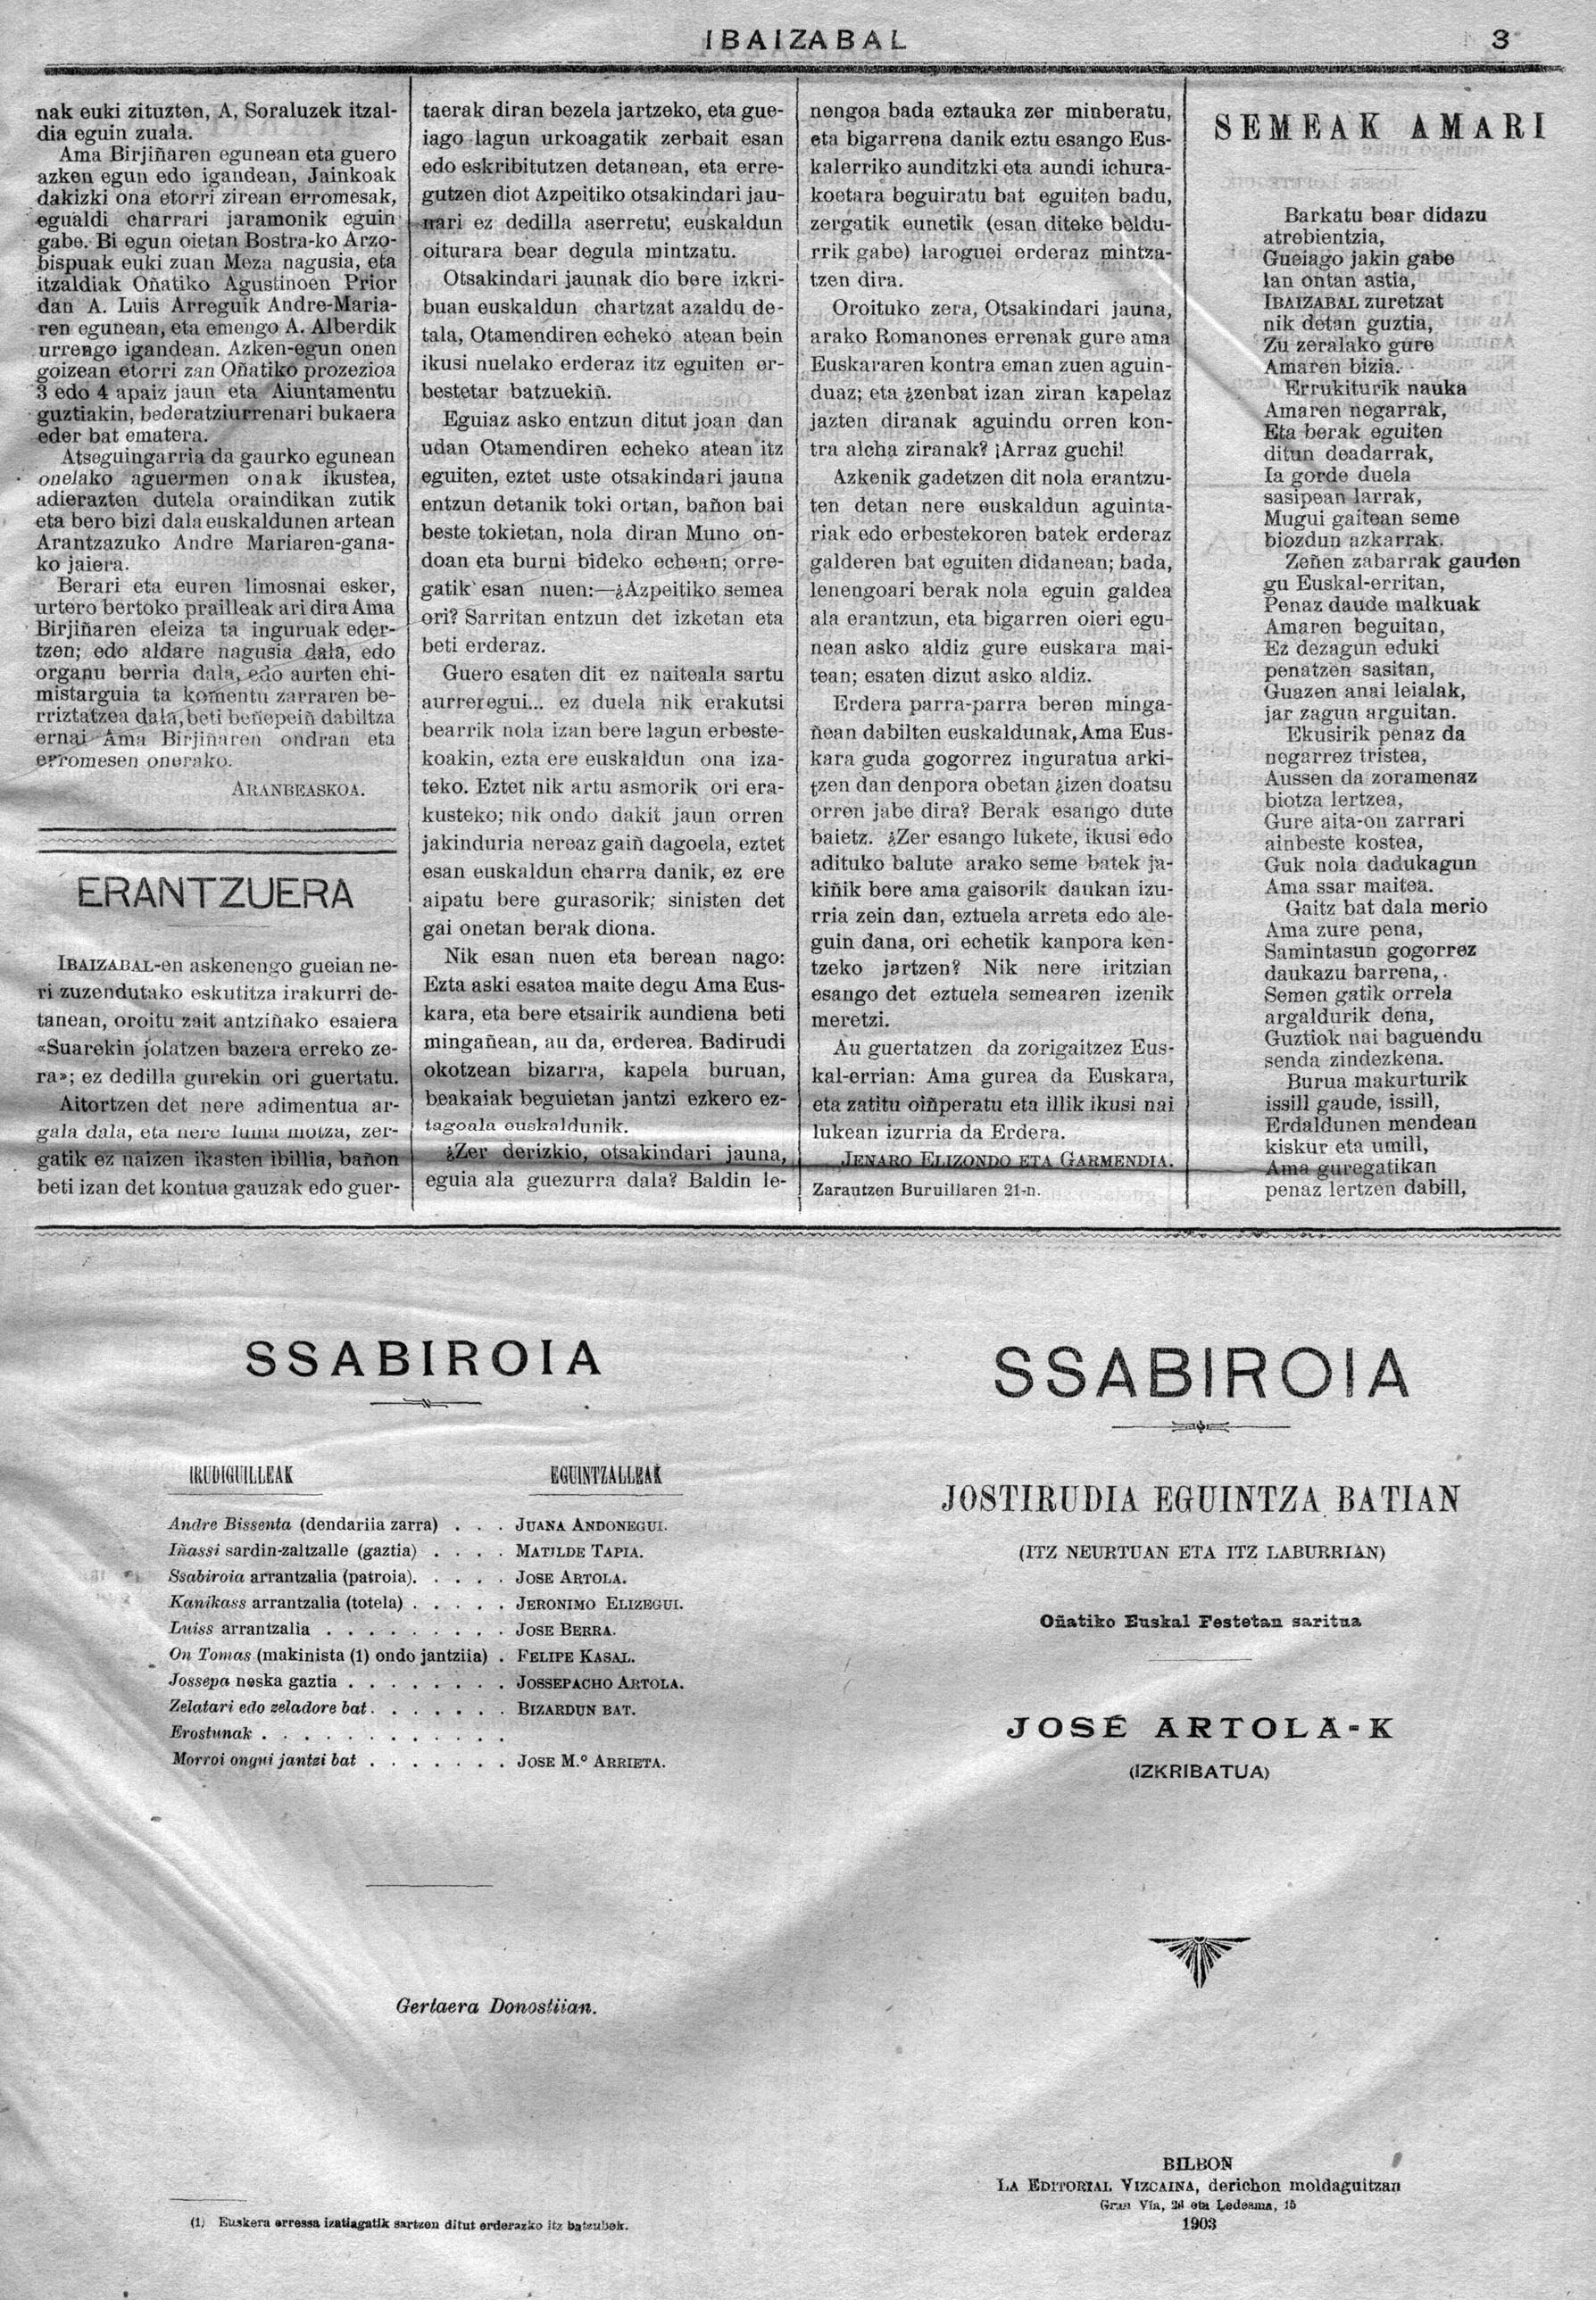 IBAIZABAL
3
nak euki zituzten, A, Soraluzek itzal-
dia eguin zuala.
Ama Birjiñaren egunean eta guero
azken egun edo igandean, Jainkoak
dakizki ona etorri zirean erromesak,
egualdi charrari jaramonik eguin
gabe. Bi egun oietan Bostra-ko Arzo-
bispuak euki zuan Meza nagusia, eta
itzaldiak Oñatiko Agustinoen Prior
dan A. Luis Arreguik Andre-Maria-
ren egunean, eta emengo A. Alberdik
urrengo igandean. Azken-egun onen
goizean etorri zan Oñatiko prozezioa
3 edo 4 apaiz jaun eta Aiuntamentu
guztiakin, bederatziurrenari bukaera
eder bat ematera.
Atseguingarria da gaurko egunean
onelako aguermen onak ikustea,
adierazten dutela oraindikan zutik
eta bero bizi dala euskaldunen artean
Arantzazuko Andre Mariaren-gana-
ko jaiera.
Berari eta euren limosnai esker,
urtero bertoko prailleak ari dira Ama
Birjiñaren eleiza ta inguruak eder-
tzen; edo aldare nagusia dala, edo
organu berria dala, edo aurten chi-
mistarguia ta komentu zarraren be-
rriztatzea dala, beti beñepeiñ dabiltza
ernai Ama Birjiñaren ondran eta
erromesen onerako.
ARANBEASKOA.
ERANTZUERA
IBAIZABAL-en askenengo gueian ne-
ri zuzendutako eskutitza irakurri de-
tanean, oroitu zait antziñako esaiera
«Suarekin jolatzen bazera erreko ze-
ra»; ez dedilla gurekin ori guertatu.
Aitortzen det nere adimentua ar-
gala dala, eta nere luma motza, zer-
gatik ez naizen ikasten ibillia, bañon
beti izan det kontua gauzak edo guer-
taerak diran bezela jartzeko, eta gue-
iago lagun urkoagatik zerbait esan
edo eskribitutzen detanean, eta erre-
gutzen diot Azpeitiko otsakindari jau-
nari ez dedilla aserretu; euskaldun
oiturara bear degula mintzatu.
Otsakindari jaunak dio bere izkri-
buan euskaldun chartzat azaldu de-
tala, Otamendiren echeko atean bein
ikusi nuelako erderaz itz eguiten er-
bestetar batzuekiñ.
Eguiaz asko entzun ditut joan dan
udan Otamendiren echeko atean itz
eguiten, eztet uste otsakindari jauna
entzun detanik toki ortan, bañon bai
beste tokietan, nola diran Muno on-
doan eta burni bideko echean; orre-
gatik esan nuen:—¿Azpeitiko semea
ori? Sarritan entzun det izketan eta
beti erderaz.
Guero esaten dit ez naiteala sartu
aurreregui... ez duela nik erakutsi
bearrik nola izan bere lagun erbeste-
koakin, ezta ere euskaldun ona iza-
teko. Eztet nik artu asmorik ori era-
kusteko; nik ondo dakit jaun orren
jakinduria nereaz gaiñ dagoela, eztet
esan euskaldun charra danik, ez ere
aipatu bere gurasorik; sinisten det
gai onetan berak diona.
Nik esan nuen eta berean nago:
Ezta aski esatea maite degu Ama Eus-
kara, eta bere etsairik aundiena beti
mingañean, au da, erderea. Badirudi
okotzean bizarra, kapela buruan,
beakaiak beguietan jantzi ezkero ez-
tagoala euskaldunik.
¿Zer derizkio, otsakindari jauna,
eguia ala guezurra dala? Baldin le-
nengoa bada eztauka zer minberatu,
eta bigarrena danik eztu esango Eus-
kalerriko aunditzki eta aundi ichura-
koetara beguiratu bat eguiten badu,
zergatik eunetik (esan diteke beldu-
rrik gabe) laroguei erderaz mintza-
tzen dira.
Oroituko zera, Otsakindari jauna,
arako Romanones errenak gure ama
Euskararen kontra eman zuen aguin-
duaz; eta ¿zenbat izan ziran kapelaz
jazten diranak aguindu orren kon-
tra alcha ziranak? ¡Arraz guchi!
Azkenik gadetzen dit nola erantzu-
ten detan nere euskaldun aguinta-
riak edo erbestekoren batek erderaz
galderen bat eguiten didanean; bada,
lenengoari berak nola eguin galdea
ala erantzun, eta bigarren oieri egu-
nean asko aldiz gure euskara mai-
tean; esaten dizut asko aldiz.
Erdera parra-parra beren minga-
ñean dabilten euskaldunak, Ama Eus-
kara guda gogorrez inguratua arki-
tzen dan denpora obetan ¿izen doatsu
orren jabe dira? Berak esango dute
baietz. ¿Zer esango lukete, ikusi edo
adituko balute arako seme batek ja-
kiñik bere ama gaisorik daukan izu-
rria zein dan, eztuela arreta edo ale-
guin dana, ori echetik kanpora ken-
tzeko jartzen? Nik nere iritzian
esango det eztuela semearen izenik
meretzi.
Au guertatzen da zorigaitzez Eus-
kal-errian: Ama gurea da Euskara,
eta zatitu oiñperatu eta illik ikusi nai
lukean izurria da Erdera.
JENARO ELIZONDO ETA GARMENDIA.
Zarautzen Buruillaren 21-n.
SEMEAK AMARI
Barkatu bear didazu
atrebientzia,
Gueiago jakin gabe
lan ontan astia,
IBAIZABAL zuretzat
nik detan guztia,
Zu zeralako gure
Amaren bizia.
Errukiturik nauka
Amaren negarrak,
Eta berak eguiten
ditun deadarrak,
Ia gorde duela
sasipean larrak,
Mugui gaitean seme
biozdun azkarrak.
Zeñen zabarrak gauden
gu Euskal-erritan,
Penaz daude malkuak
Amaren beguitan,
Ez dezagun eduki
penatzen sasitan,
Guazen anai leialak,
jar zagun arguitan.
Ekusirik penaz da
negarrez tristea,
Aussen da zoramenaz
biotza lertzea,
Gure aita-on zarrari
ainbeste kostea,
Guk nola dadukagun
Ama ssar maitea.
Gaitz bat dala merio
Ama zure pena,
Samintasun gogorrez
daukazu barrena,
Semen gatik orrela
argaldurik dena,
Guztiok nai baguendu
senda zindezkena.
Burua makurturik
issill gaude, issill,
Erdaldunen mendean
kiskur eta umill,
Ama guregatikan
penaz lertzen dabill,
SSABIROIA
IRUDIGUILLEAK
EGUINTZALLEAK
Andre Bissenta (dendariia zarra) . . . JUANA ANDONEGUI.
Iñassi sardin-zaltzalle (gaztia) . . . . MATILDE TAPIA.
Ssabiroia arrantzalia (patroia). . . . . JOSE ARTOLA.
Kanikass arrantzalia (totela) . . . . . JERONIMO ELIZEGUI.
Luiss arrantzalia . . . . . . . . . JOSE BERRA.
On Tomas (makinista (1) ondo jantziia) . FELIPE KASAL.
Jossepa neska gaztia . . . . . . . . JOSSEPACHO ARTOLA.
Zelatari edo zeladore bat. . . . . . . BIZARDUN BAT.
Erostunak . . . . . . . . . . . .
Morroi ongui jantzi bat . . . . . . . JOSE M.º ARRIETA.
Gertaera Donostiian.
(1) Euskera erressa izatiagatik sartzen ditut erderazko itz batzubek.
SSABIROIA
JOSTIRUDIA EGUINTZA BATIAN
(ITZ NEURTUAN ETA ITZ LABURRIAN)
Oñatiko Euskal Festetan saritua
JOSÉ ARTOLA-K
(IZKRIBATUA)
BILBON
LA EDITORIAL VIZCAINA, derichon moldaguitzan
Gran Vía, 24 eta Ledesma, 15
1903